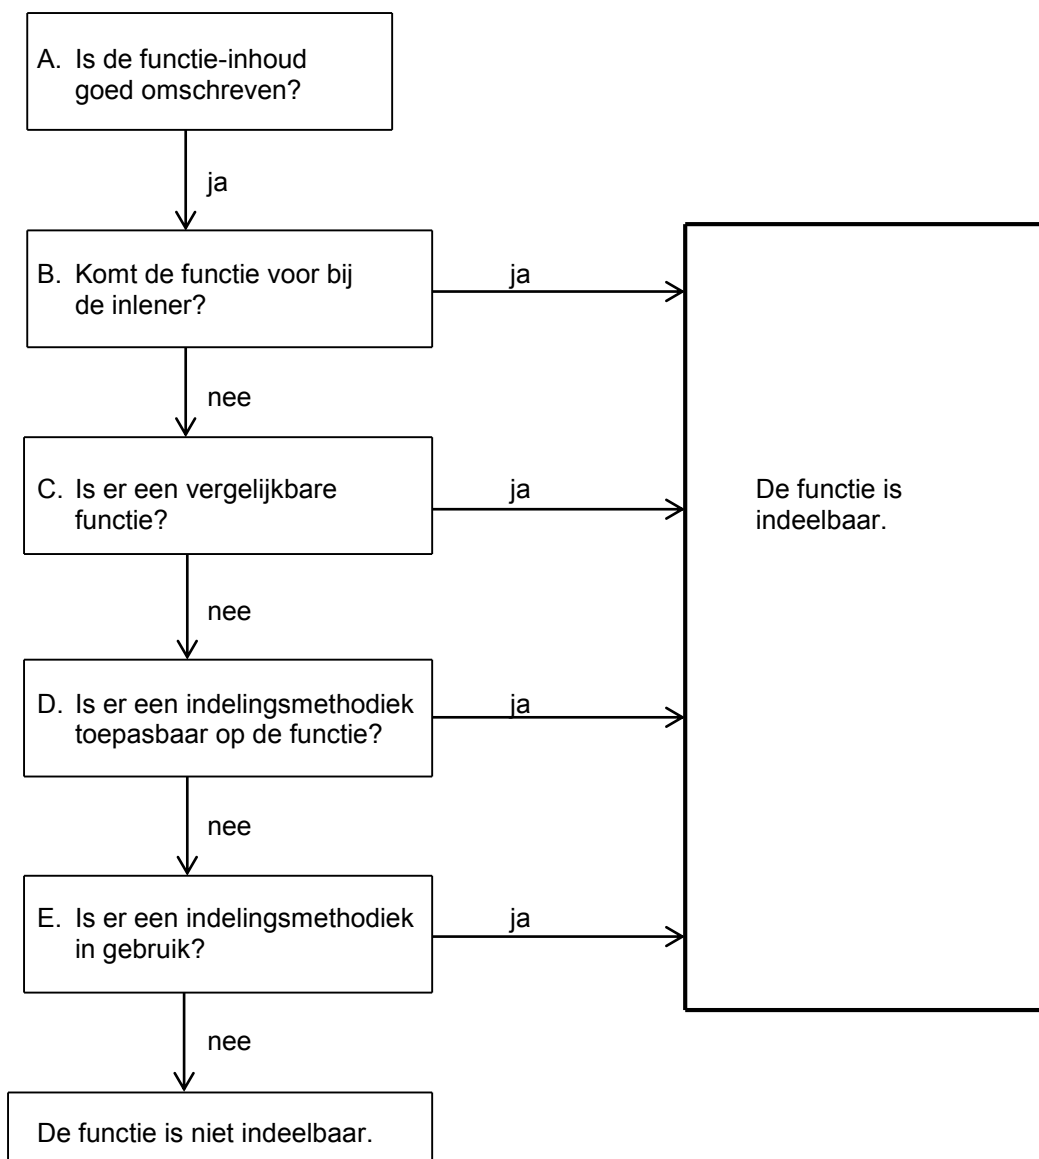 A. Is de functie-inhoud
goed omschreven?
ja
B. Komt de functie voor bij
de inlener?
ja
nee
C. Is er een vergelijkbare
functie?
ja
De functie is
indeelbaar.
nee
D. Is er een indelingsmethodiek
toepasbaar op de functie?
ja
nee
E. Is er een indelingsmethodiek
in gebruik?
ja
nee
De functie is niet indeelbaar.